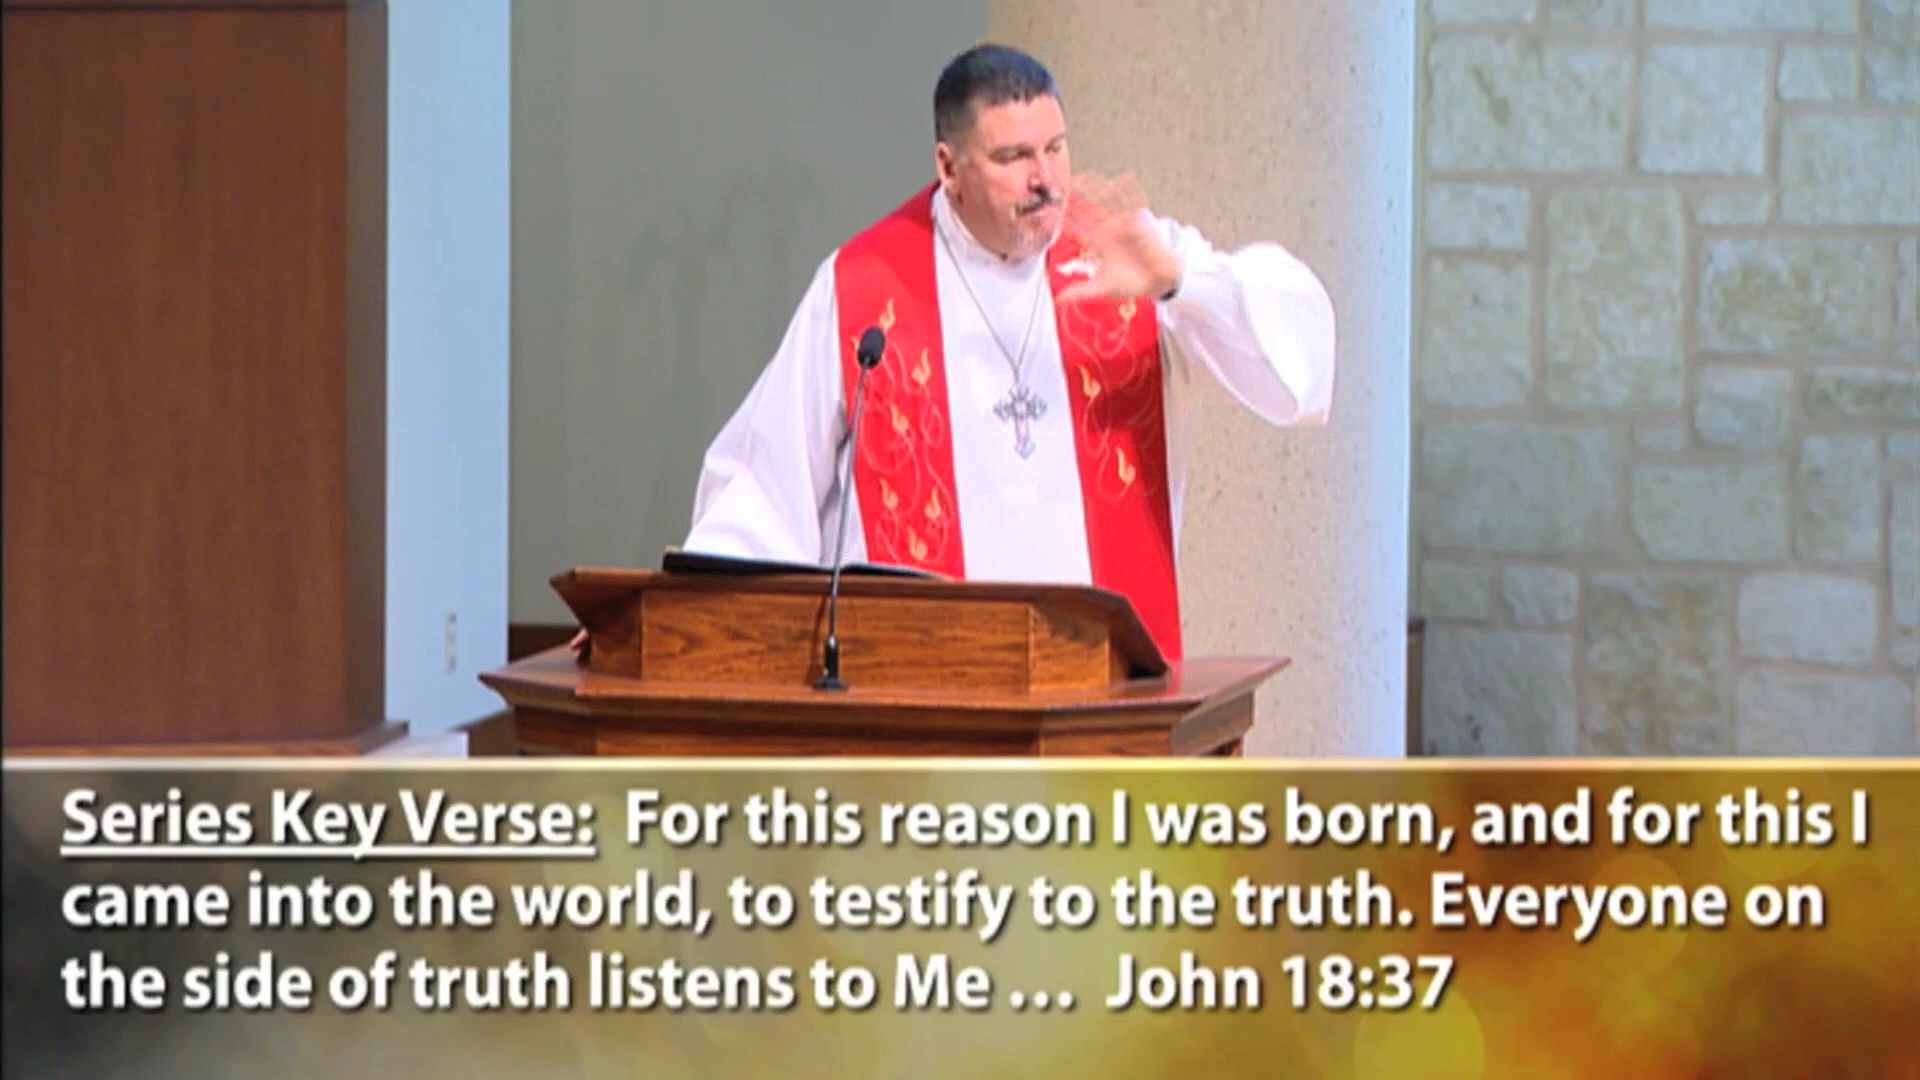 Series Key Verse: For this reason I was born, and for this I
came into the world, to testify to the truth. Everyone on
the side of truth listens to Me ... John 18:37